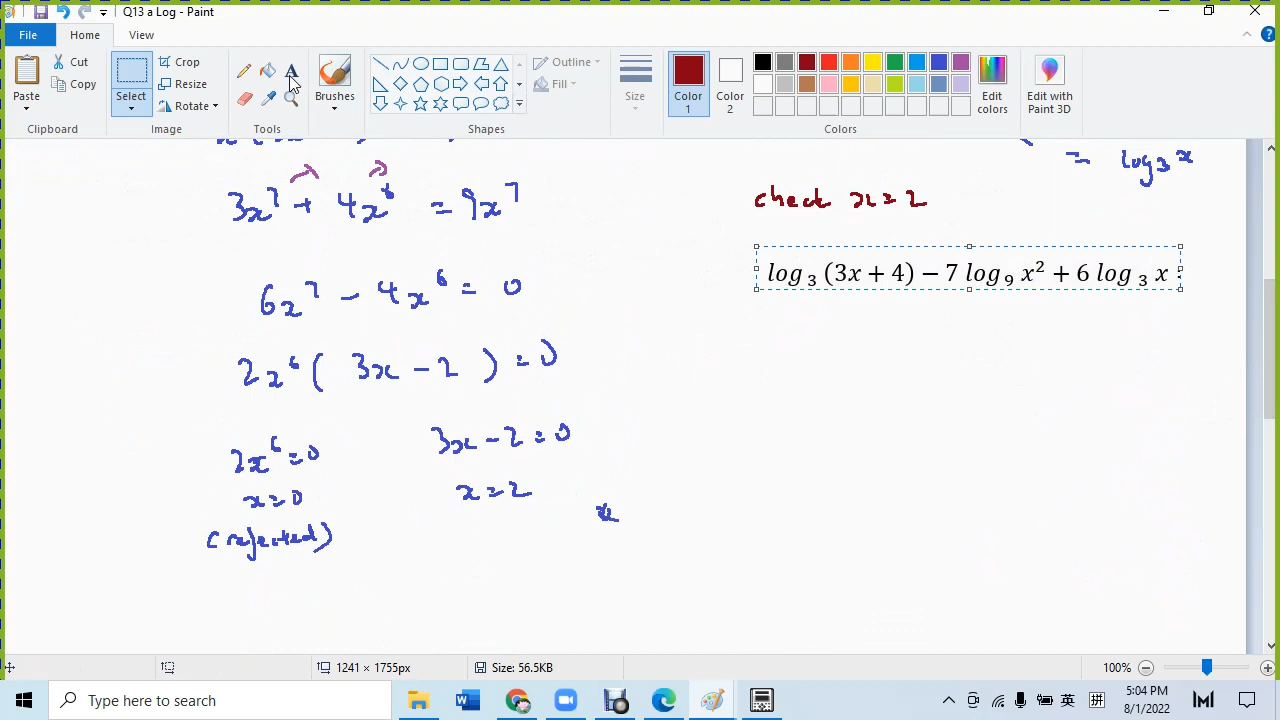 Q13 a Log - Paint
File Home View
Paste
Cut
Copy
Clipboard
Select
Crop
Resize
Rotate
Image
Tools
Brushes
Outline
Fill
Shapes
Size
Color 1
Color 2
Edit colors
Edit with Paint 3D
Colors
= log₃ x
3x⁷ + 4x⁶ = 9x⁷
check x = 2
log₃ (3x + 4) − 7 log₉ x² + 6 log₃ x
6x⁷ − 4x⁶ = 0
2x⁶ ( 3x − 2 ) = 0
2x⁶ = 0
3x − 2 = 0
x = 0
x = 2
(rejected)
1241 × 1755px
Size: 56.5KB
100%
Type here to search
英
拼
5:04 PM
8/1/2022